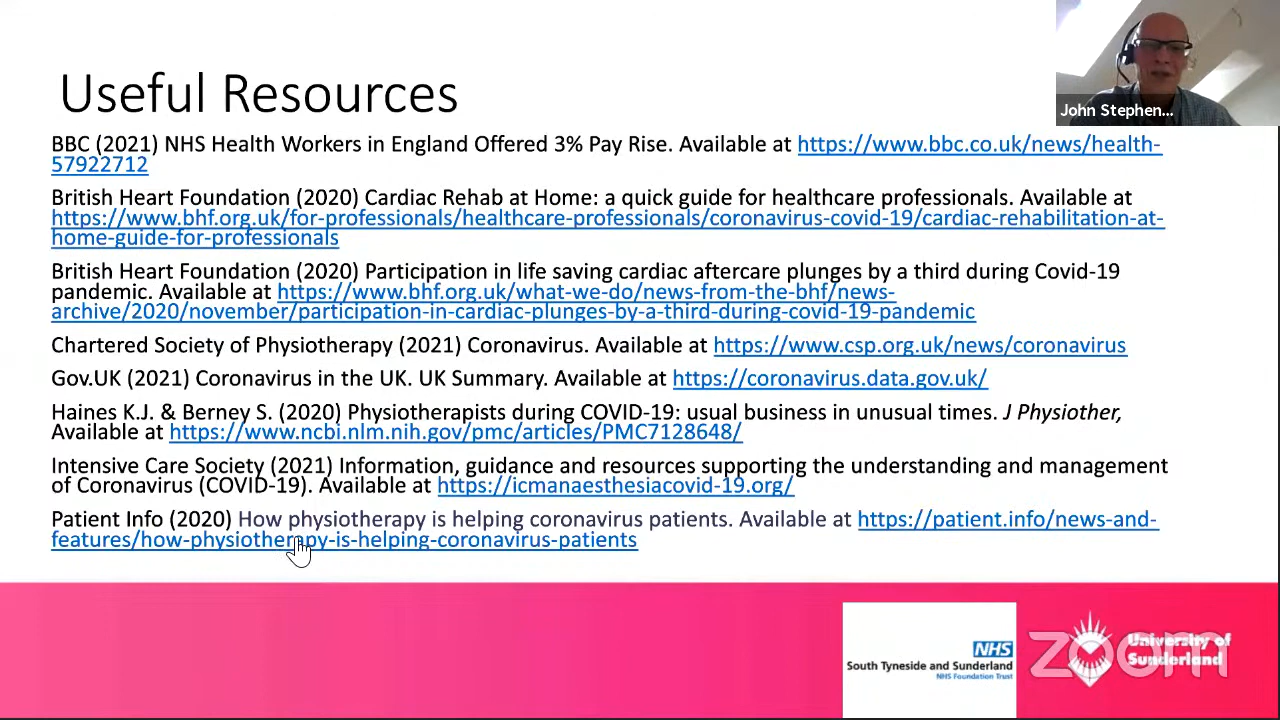 Useful Resources
John Stephen...
BBC (2021) NHS Health Workers in England Offered 3% Pay Rise. Available at https://www.bbc.co.uk/news/health-
57922712
British Heart Foundation (2020) Cardiac Rehab at Home: a quick guide for healthcare professionals. Available at
https://www.bhf.org.uk/for-professionals/healthcare-professionals/coronavirus-covid-19/cardiac-rehabilitation-at-
home-guide-for-professionals
British Heart Foundation (2020) Participation in life saving cardiac aftercare plunges by a third during Covid-19
pandemic. Available at https://www.bhf.org.uk/what-we-do/news-from-the-bhf/news-
archive/2020/november/participation-in-cardiac-plunges-by-a-third-during-covid-19-pandemic
Chartered Society of Physiotherapy (2021) Coronavirus. Available at https://www.csp.org.uk/news/coronavirus
Gov.UK (2021) Coronavirus in the UK. UK Summary. Available at https://coronavirus.data.gov.uk/
Haines K.J. & Berney S. (2020) Physiotherapists during COVID-19: usual business in unusual times. J Physiother,
Available at https://www.ncbi.nlm.nih.gov/pmc/articles/PMC7128648/
Intensive Care Society (2021) Information, guidance and resources supporting the understanding and management
of Coronavirus (COVID-19). Available at https://icmanaesthesiacovid-19.org/
Patient Info (2020) How physiotherapy is helping coronavirus patients. Available at https://patient.info/news-and-
features/how-physiotherapy-is-helping-coronavirus-patients
NHS
South Tyneside and Sunderland
NHS Foundation Trust
University of
Sunderland
zoom